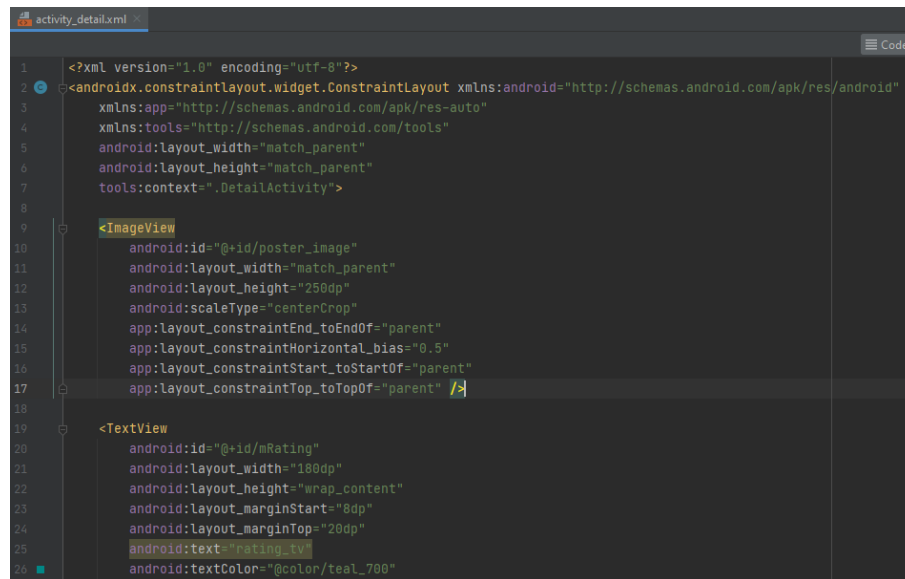 activity_detail.xml
Code
1 <?xml version="1.0" encoding="utf-8"?>
2 <androidx.constraintlayout.widget.ConstraintLayout xmlns:android="http://schemas.android.com/apk/res/android"
3 xmlns:app="http://schemas.android.com/apk/res-auto"
4 xmlns:tools="http://schemas.android.com/tools"
5 android:layout_width="match_parent"
6 android:layout_height="match_parent"
7 tools:context=".DetailActivity">
8
9 <ImageView
10 android:id="@+id/poster_image"
11 android:layout_width="match_parent"
12 android:layout_height="250dp"
13 android:scaleType="centerCrop"
14 app:layout_constraintEnd_toEndOf="parent"
15 app:layout_constraintHorizontal_bias="0.5"
16 app:layout_constraintStart_toStartOf="parent"
17 app:layout_constraintTop_toTopOf="parent" />
18
19 <TextView
20 android:id="@+id/mRating"
21 android:layout_width="180dp"
22 android:layout_height="wrap_content"
23 android:layout_marginStart="8dp"
24 android:layout_marginTop="20dp"
25 android:text="rating_tv"
26 android:textColor="@color/teal_700"